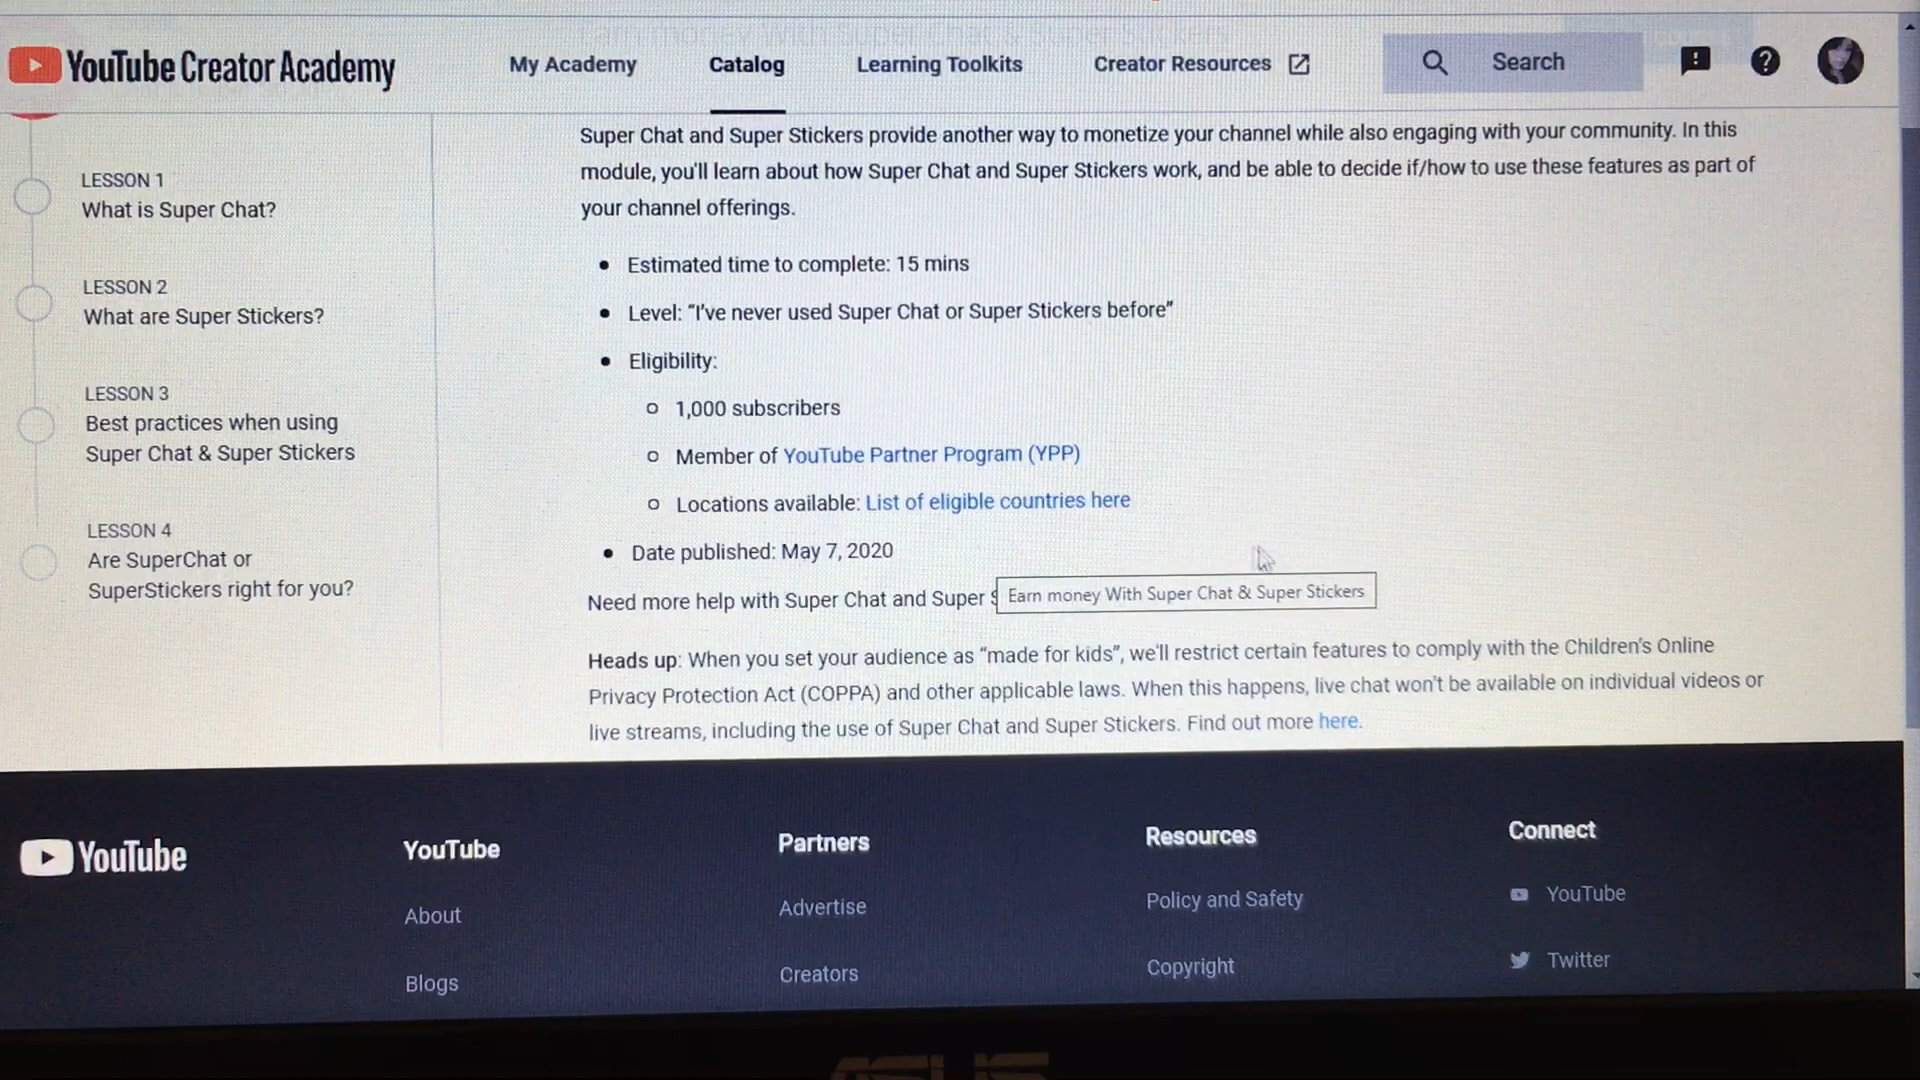 YouTube Creator Academy
My Academy
Catalog
Learning Toolkits
Creator Resources
Search
LESSON 1
What is Super Chat?
LESSON 2
What are Super Stickers?
LESSON 3
Best practices when using
Super Chat & Super Stickers
LESSON 4
Are SuperChat or
SuperStickers right for you?
Super Chat and Super Stickers provide another way to monetize your channel while also engaging with your community. In this
module, you'll learn about how Super Chat and Super Stickers work, and be able to decide if/how to use these features as part of
your channel offerings.
Estimated time to complete: 15 mins
Level: “I've never used Super Chat or Super Stickers before”
Eligibility:
1,000 subscribers
Member of YouTube Partner Program (YPP)
Locations available: List of eligible countries here
Date published: May 7, 2020
Need more help with Super Chat and Super
Earn money With Super Chat & Super Stickers
Heads up: When you set your audience as “made for kids”, we'll restrict certain features to comply with the Children's Online
Privacy Protection Act (COPPA) and other applicable laws. When this happens, live chat won't be available on individual videos or
live streams, including the use of Super Chat and Super Stickers. Find out more here.
YouTube
YouTube
About
Blogs
Partners
Advertise
Creators
Resources
Policy and Safety
Copyright
Connect
YouTube
Twitter